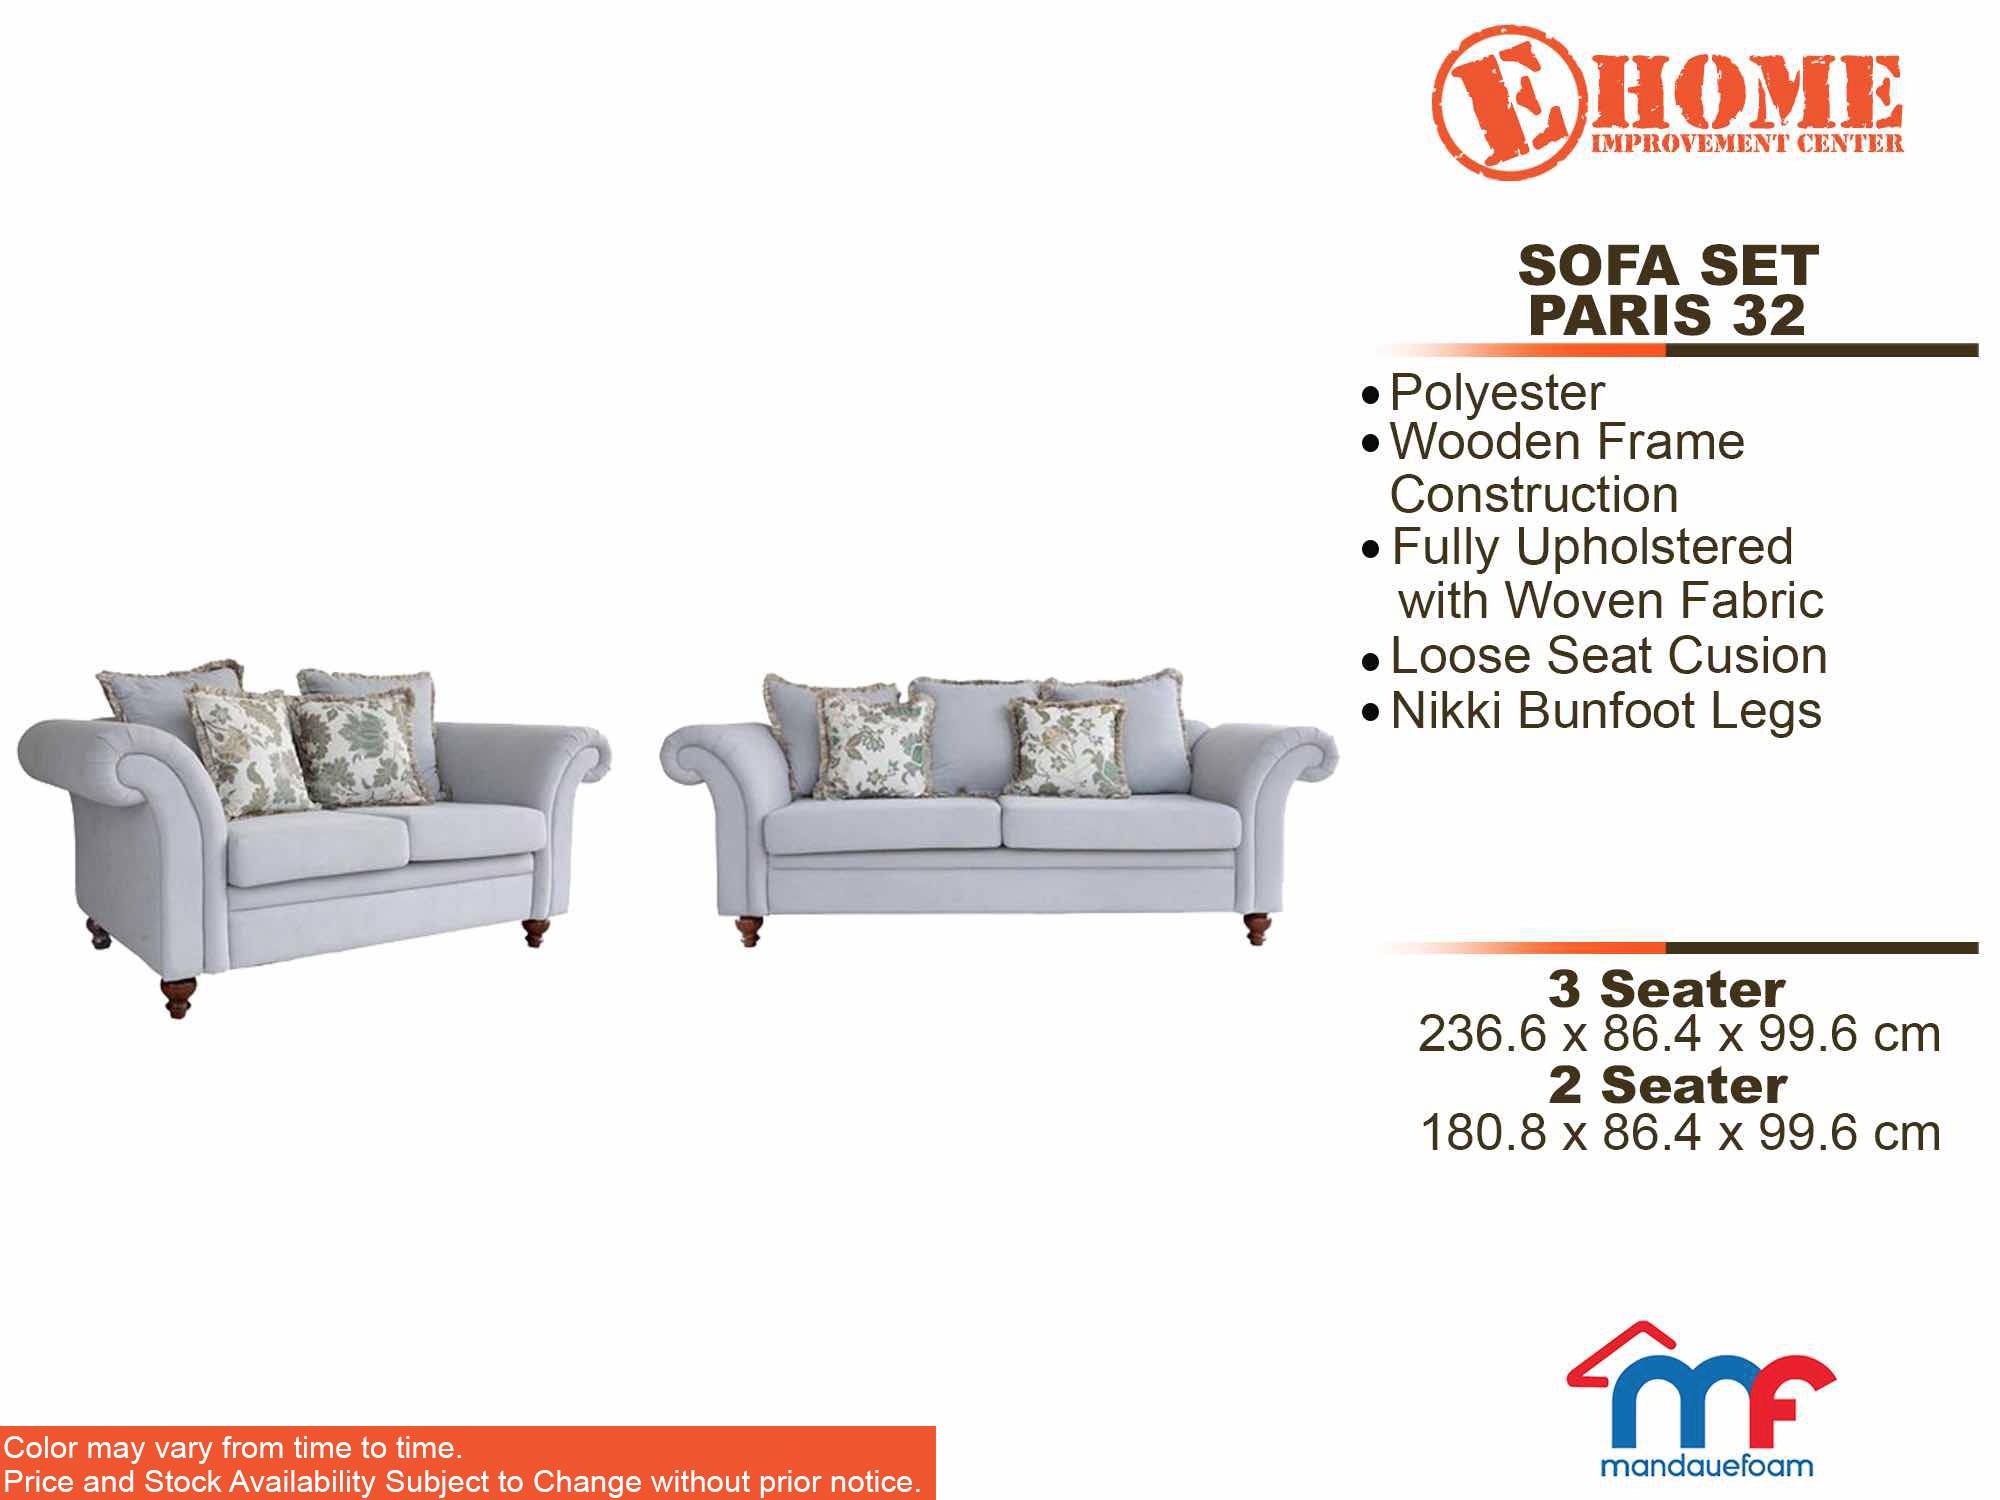 E HOME
IMPROVEMENT CENTER
SOFA SET
PARIS 32
• Polyester
• Wooden Frame
Construction
• Fully Upholstered
with Woven Fabric
• Loose Seat Cusion
• Nikki Bunfoot Legs
3 Seater
236.6 x 86.4 x 99.6 cm
2 Seater
180.8 x 86.4 x 99.6 cm
mf
mandauefoam
Color may vary from time to time.
Price and Stock Availability Subject to Change without prior notice.